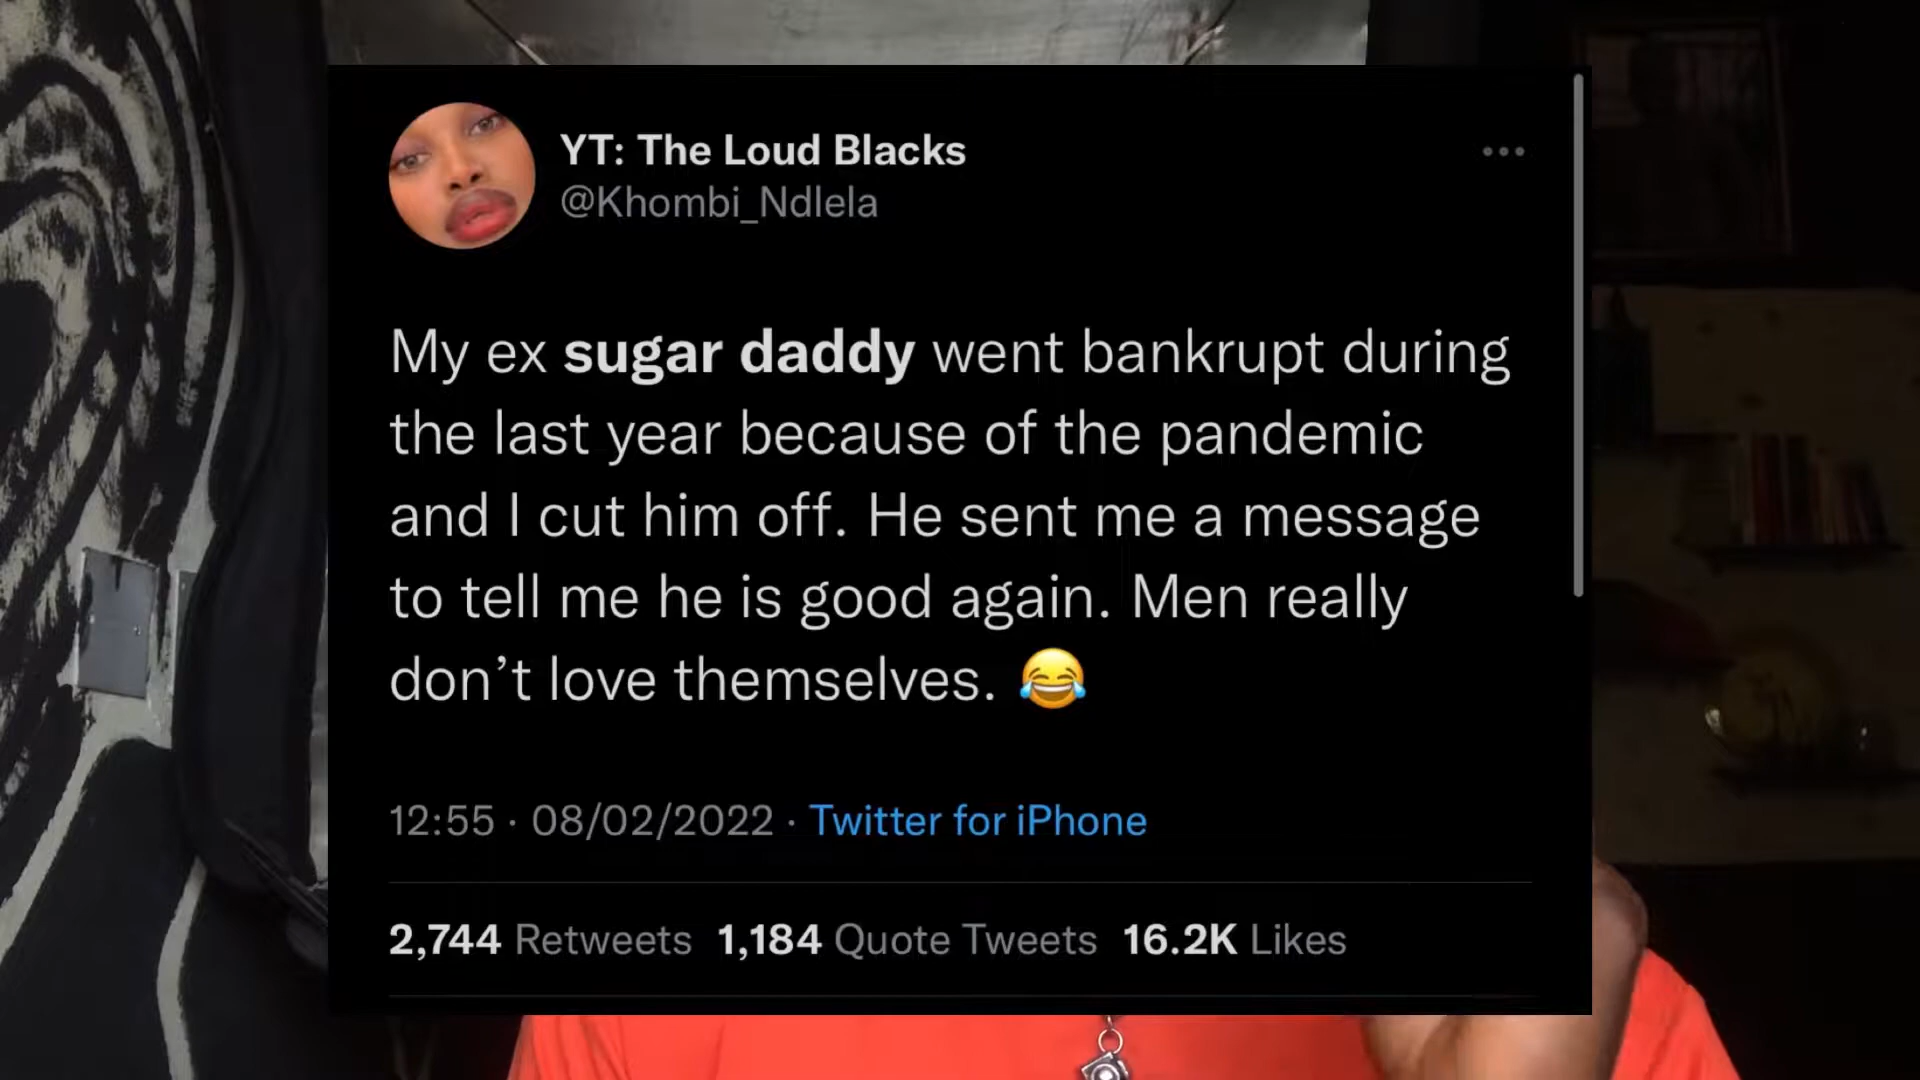 YT: The Loud Blacks
@Khombi_Ndlela
My ex sugar daddy went bankrupt during
the last year because of the pandemic
and I cut him off. He sent me a message
to tell me he is good again. Men really
don’t love themselves. 😂
12:55 · 08/02/2022 · Twitter for iPhone
2,744 Retweets 1,184 Quote Tweets 16.2K Likes